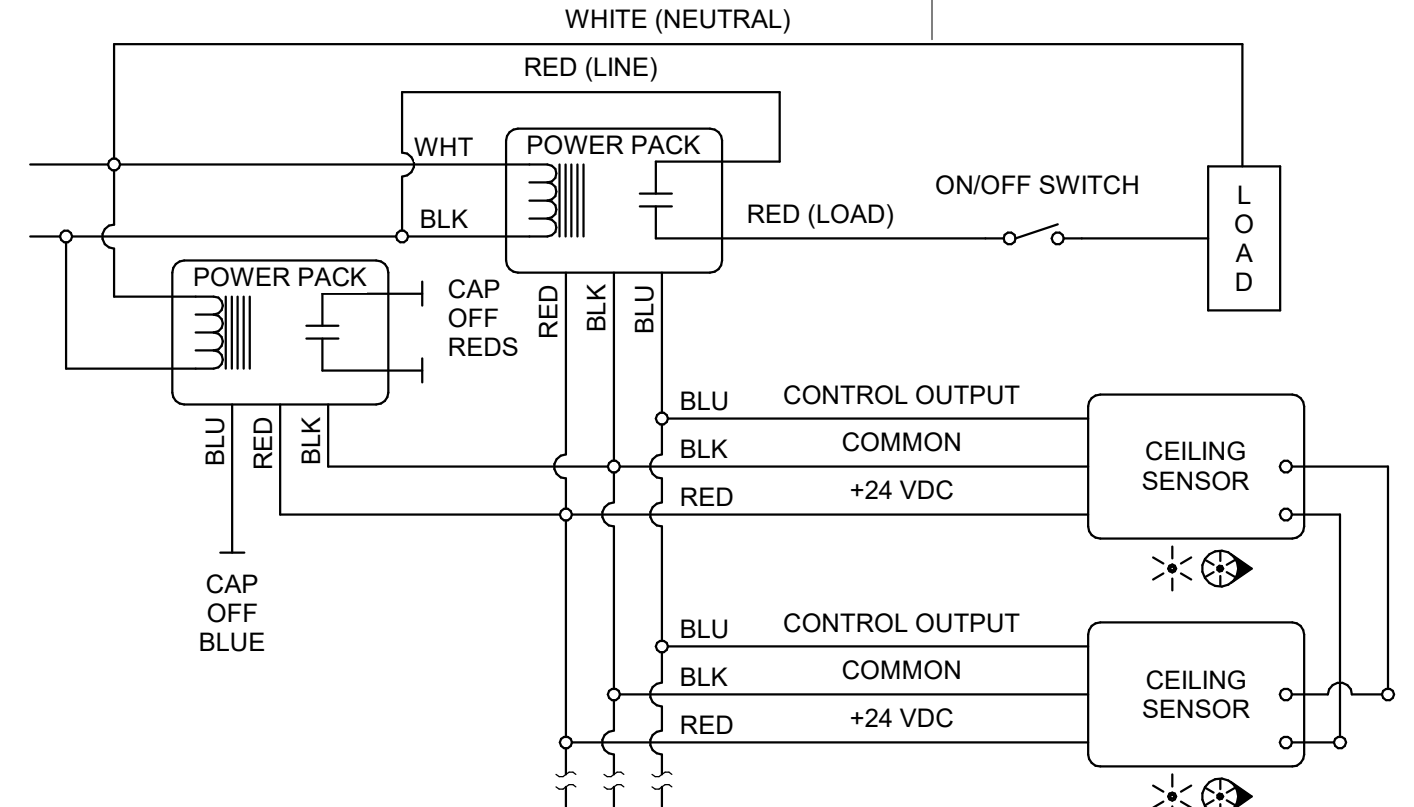 WHITE (NEUTRAL)
RED (LINE)
WHT
POWER PACK
ON/OFF SWITCH
L
O
A
D
BLK
RED (LOAD)
POWER PACK
CAP
OFF
REDS
RED
BLK
BLU
BLU
RED
BLK
BLU
CONTROL OUTPUT
BLK
COMMON
RED
+24 VDC
CEILING
SENSOR
CAP
OFF
BLUE
BLU
CONTROL OUTPUT
BLK
COMMON
RED
+24 VDC
CEILING
SENSOR